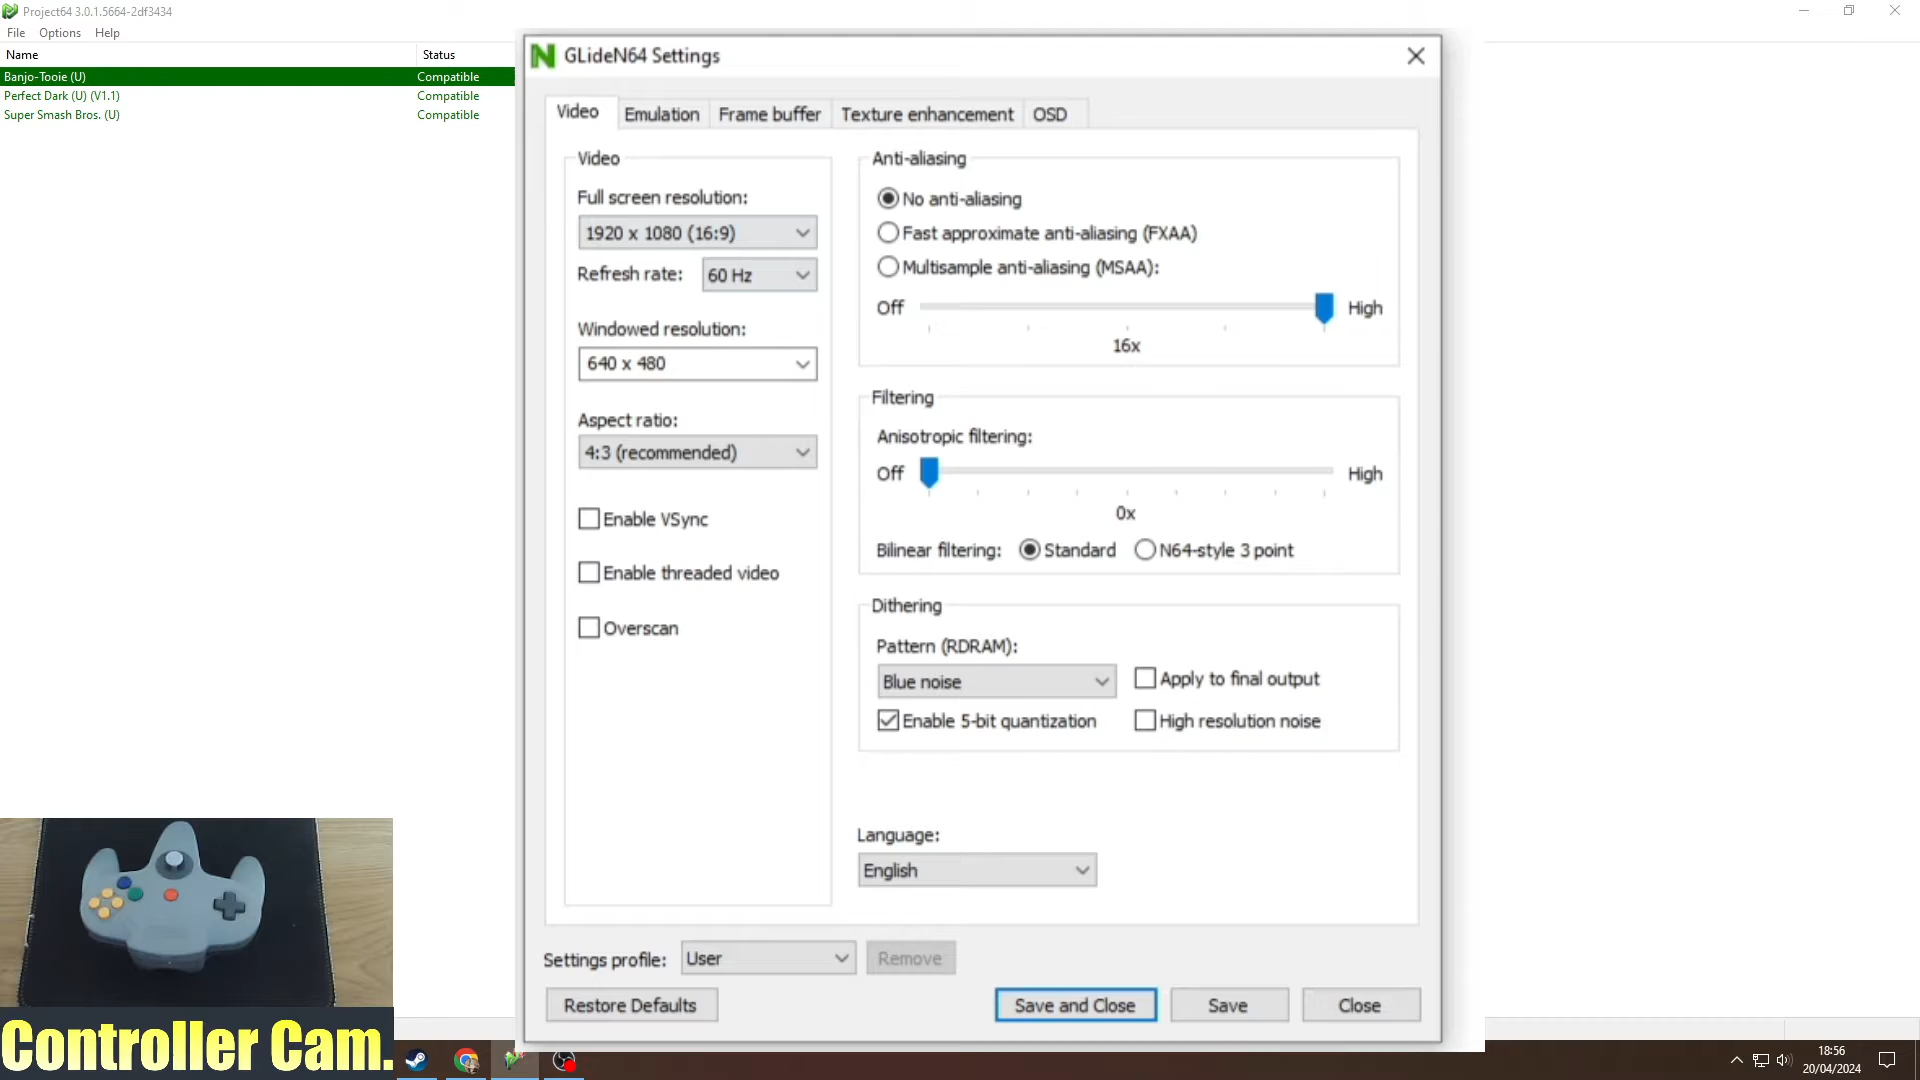 Project64 3.0.1.5664-2df3434
File Options Help
Name Status
Banjo-Tooie (U) Compatible
Perfect Dark (U) (V1.1) Compatible
Super Smash Bros. (U) Compatible
GLideN64 Settings
Video Emulation Frame buffer Texture enhancement OSD
Video
Full screen resolution:
1920 x 1080 (16:9)
Refresh rate: 60 Hz
Windowed resolution:
640 x 480
Aspect ratio:
4:3 (recommended)
Enable VSync
Enable threaded video
Overscan
Anti-aliasing
No anti-aliasing
Fast approximate anti-aliasing (FXAA)
Multisample anti-aliasing (MSAA):
Off High
16x
Filtering
Anisotropic filtering:
Off High
0x
Bilinear filtering: Standard N64-style 3 point
Dithering
Pattern (RDRAM):
Blue noise Apply to final output
Enable 5-bit quantization High resolution noise
Language:
English
Settings profile: User Remove
Restore Defaults Save and Close Save Close
Controller Cam.
18:56
20/04/2024